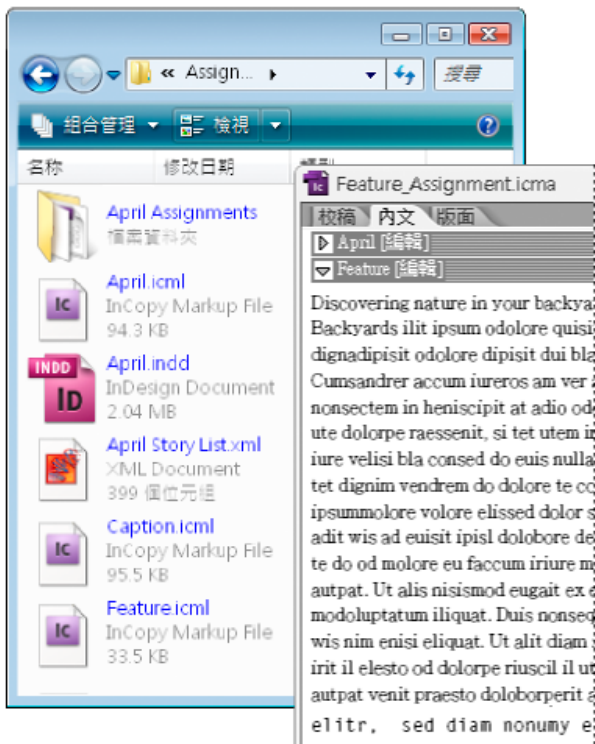 « Assign...
搜尋
組合管理
檢視
名称
修改日期
April Assignments
檔案資料夾
April.icml
InCopy Markup File
94.3 KB
INDD
April.indd
ID
InDesign Document
2.04 MB
April Story List.xml
XML Document
399 個位元組
Caption.icml
InCopy Markup File
95.5 KB
Feature.icml
InCopy Markup File
33.5 KB
Feature_Assignment.icma
校稿 內文 版面
April [編輯]
Feature [編輯]
Discovering nature in your backya
Backyards ilit ipsum odolore quisi
dignadipisit odolore dipisit dui bla
Cumsandrer accum iureros am ver
nonsectem in heniscipit at adio od
ute dolorpe raessenit, si tet utem i
iure velisi bla consed do euis nulla
tet dignim vendrem do dolore te co
ipsummolore volore elissed dolor s
adit wis ad euisit ipisl dolobore de
te do od molore eu faccum iriure m
autpat. Ut alis nisismod eugait ex
modoluptatum iliquat. Duis nonseq
wis nim enisi eliquat. Ut alit diam
irit il elesto od dolorpe riuscil il ut
autpat venit praesto doloborperit a
elitr, sed diam nonumy e